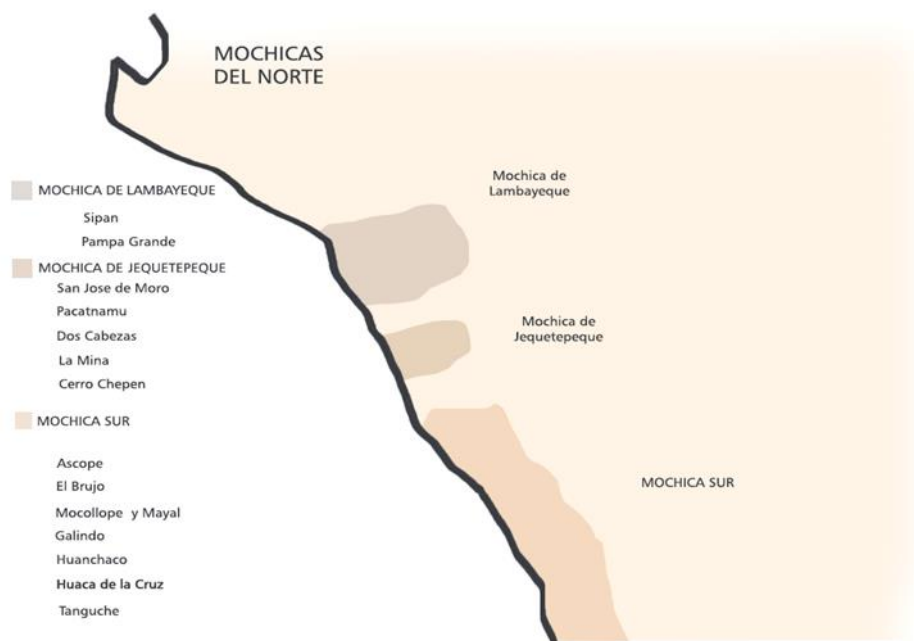 MOCHICAS
DEL NORTE
Mochica de
Lambayeque
MOCHICA DE LAMBAYEQUE
Sipan
Pampa Grande
MOCHICA DE JEQUETEPEQUE
San Jose de Moro
Pacatnamu
Dos Cabezas
La Mina
Cerro Chepen
Mochica de
Jequetepeque
MOCHICA SUR
Ascope
El Brujo
Mocollope y Mayal
Galindo
Huanchaco
Huaca de la Cruz
Tanguche
MOCHICA SUR